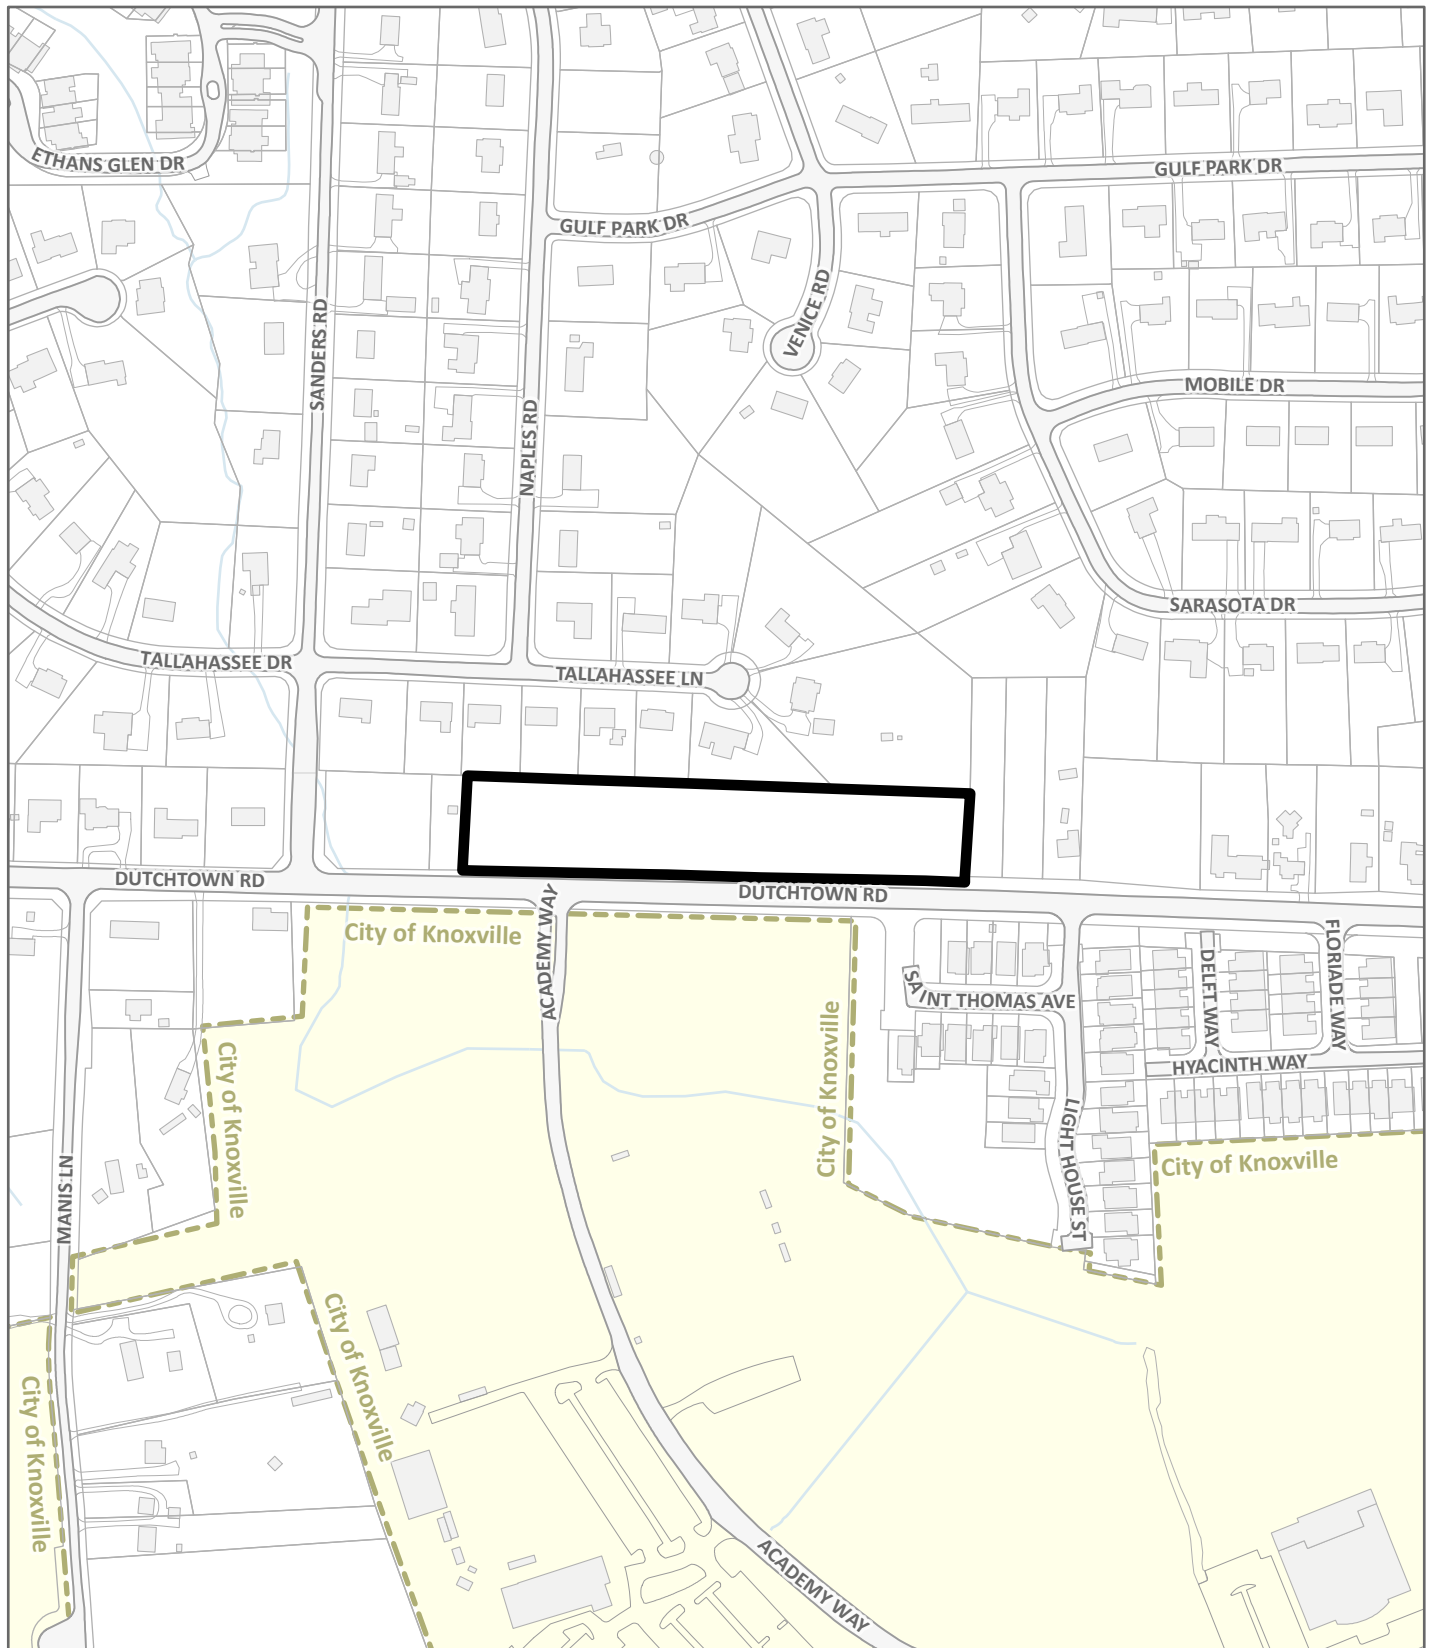 ETHANS GLEN DR
GULF PARK DR
GULF PARK DR
SANDERS RD
VENICE RD
MOBILE DR
NAPLES RD
SARASOTA DR
TALLAHASSEE DR
TALLAHASSEE LN
DUTCHTOWN RD
DUTCHTOWN RD
ACADEMY WAY
City of Knoxville
SAINT THOMAS AVE
DELFT WAY
FLORIADE WAY
HYACINTH WAY
City of Knoxville
City of Knoxville
LIGHT HOUSE ST
City of Knoxville
MANIS LN
City of Knoxville
City of Knoxville
ACADEMY WAY